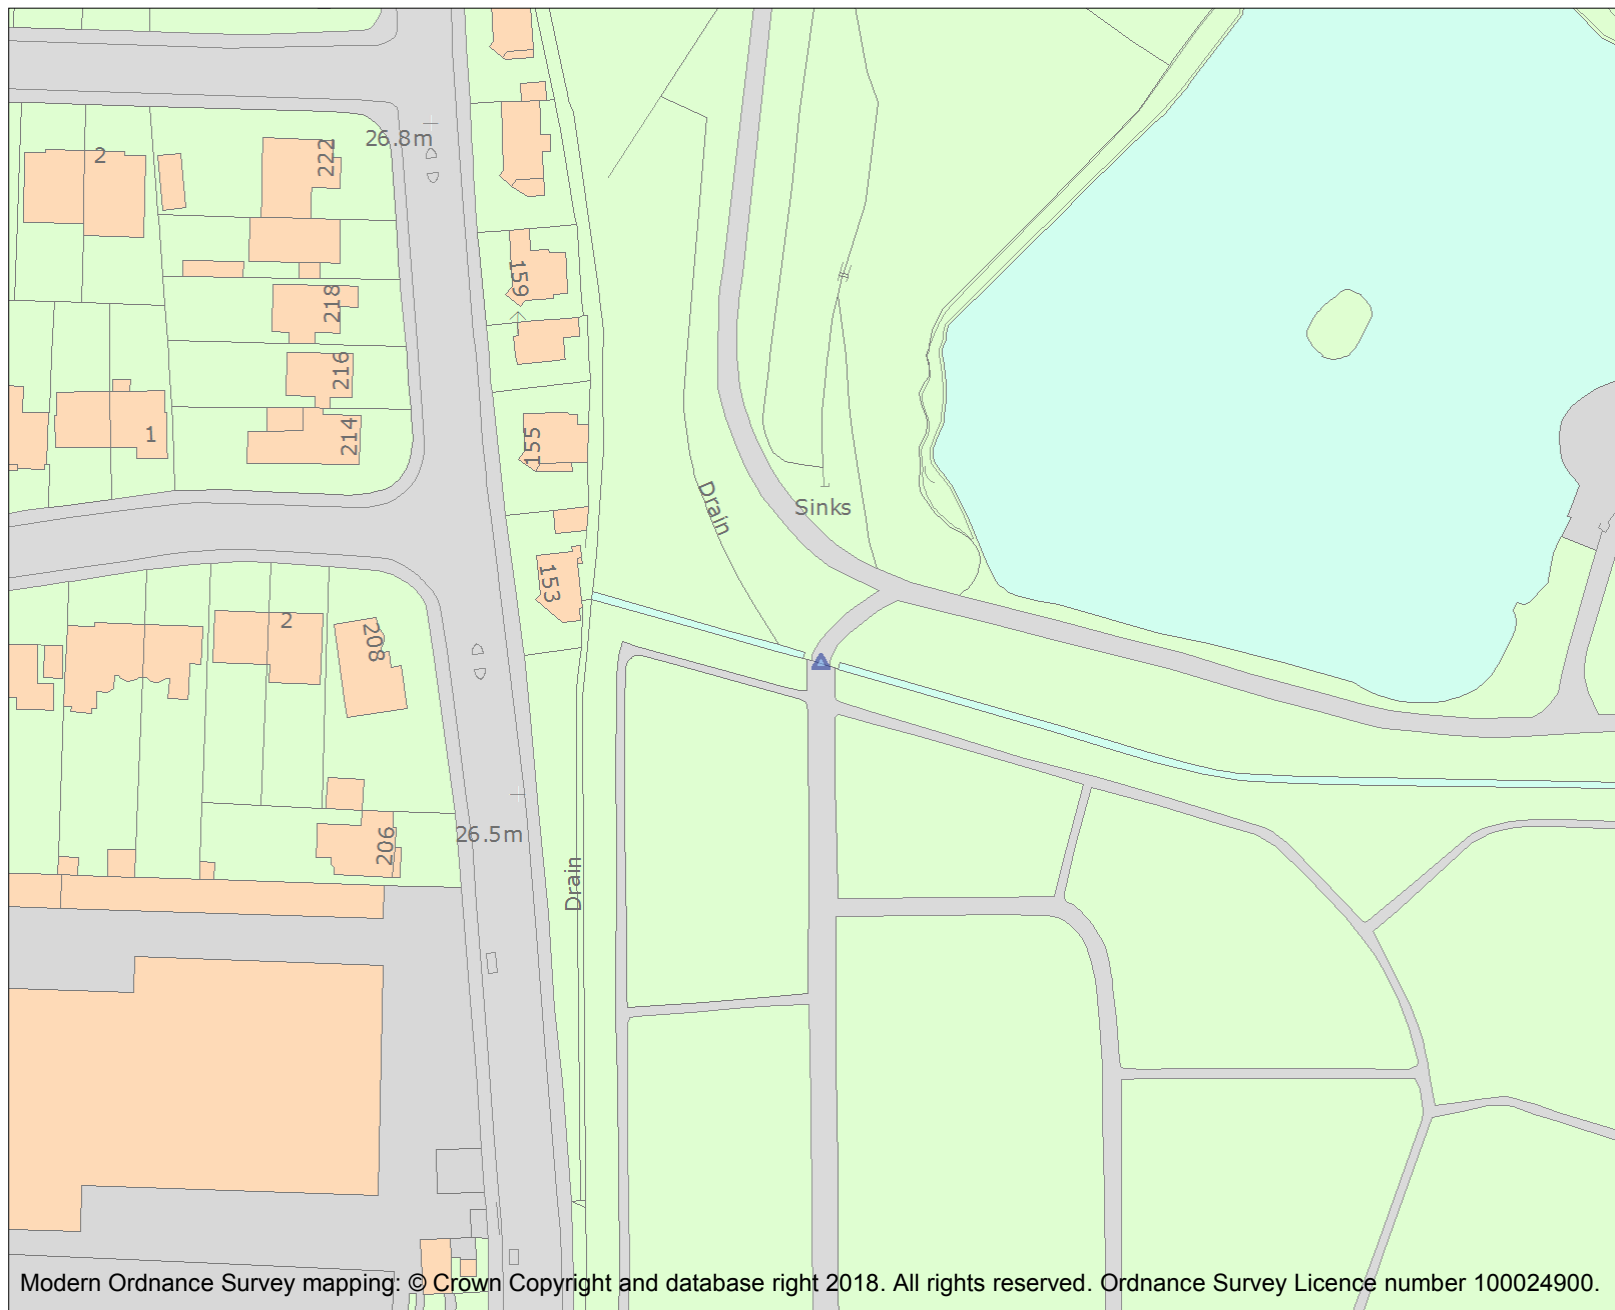 26.8m
2
222
159
218
216
214
1
155
Drain
Sinks
153
2
208
26.5m
206
Drain
Modern Ordnance Survey mapping: © Crown Copyright and database right 2018. All rights reserved. Ordnance Survey Licence number 100024900.